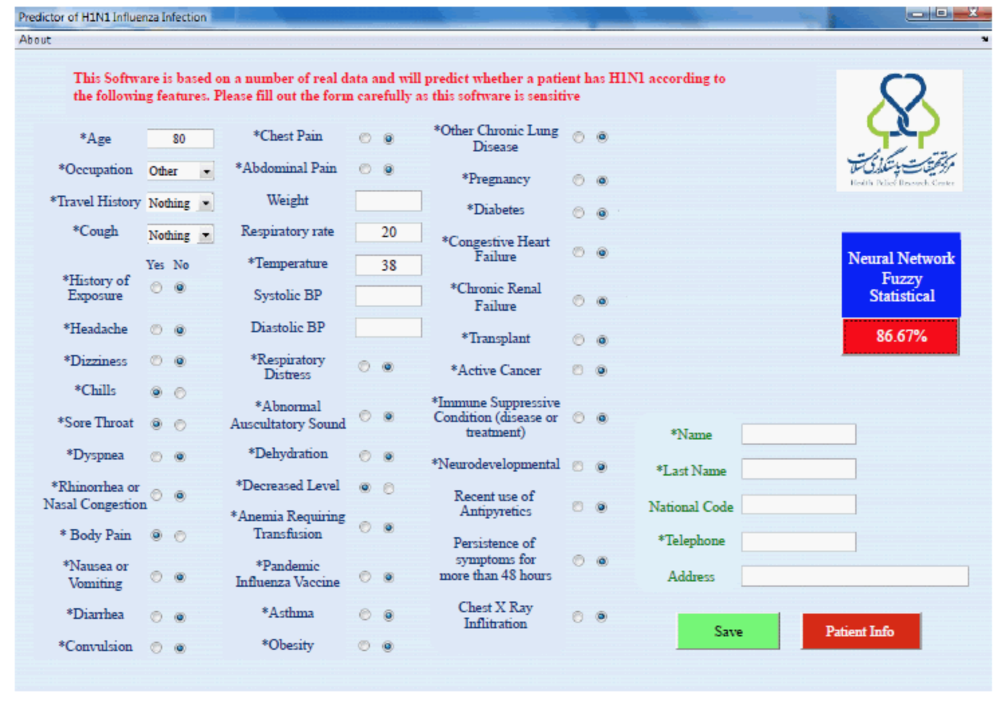 Predictor of H1N1 Influenza Infection
About
This Software is based on a number of real data and will predict whether a patient has H1N1 according to
the following features. Please fill out the form carefully as this software is sensitive
*Age 80
*Occupation Other
*Travel History Nothing
*Cough Nothing
Yes No
*History of
Exposure
*Headache
*Dizziness
*Chills
*Sore Throat
*Dyspnea
*Rhinorrhea or
Nasal Congestion
* Body Pain
*Nausea or
Vomiting
*Diarrhea
*Convulsion
*Chest Pain
*Abdominal Pain
Weight
Respiratory rate 20
*Temperature 38
Systolic BP
Diastolic BP
*Respiratory
Distress
*Abnormal
Auscultatory Sound
*Dehydration
*Decreased Level
*Anemia Requiring
Transfusion
*Pandemic
Influenza Vaccine
*Asthma
*Obesity
*Other Chronic Lung
Disease
*Pregnancy
*Diabetes
*Congestive Heart
Failure
*Chronic Renal
Failure
*Transplant
*Active Cancer
*Immune Suppressive
Condition (disease or
treatment)
*Neurodevelopmental
Recent use of
Antipyretics
Persistence of
symptoms for
more than 48 hours
Chest X Ray
Inflitration
مرکز تحقیقات سیاستگذاری سلامت
Health Policy Research Center
Neural Network
Fuzzy
Statistical
86.67%
*Name
*Last Name
National Code
*Telephone
Address
Save
Patient Info